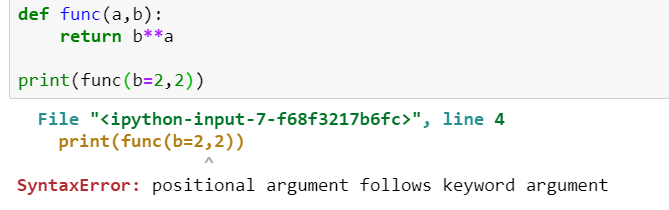 def func(a,b):
    return b**a
print(func(b=2,2))
File "<ipython-input-7-f68f3217b6fc>", line 4
    print(func(b=2,2))
^
SyntaxError: positional argument follows keyword argument